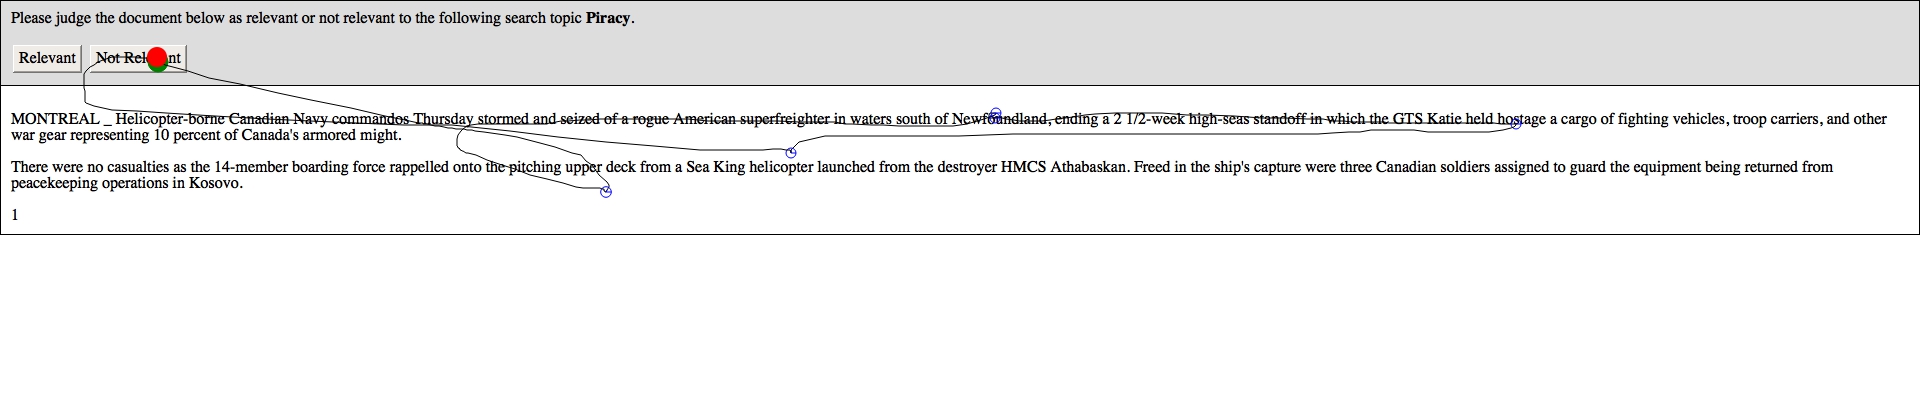 Please judge the document below as relevant or not relevant to the following search topic Piracy.
Relevant Not Relevant
MONTREAL _ Helicopter-borne Canadian Navy commandos Thursday stormed and seized of a rogue American superfreighter in waters south of Newfoundland, ending a 2 1/2-week high-seas standoff in which the GTS Katie held hostage a cargo of fighting vehicles, troop carriers, and other
war gear representing 10 percent of Canada's armored might.
There were no casualties as the 14-member boarding force rappelled onto the pitching upper deck from a Sea King helicopter launched from the destroyer HMCS Athabaskan. Freed in the ship's capture were three Canadian soldiers assigned to guard the equipment being returned from
peacekeeping operations in Kosovo.
1